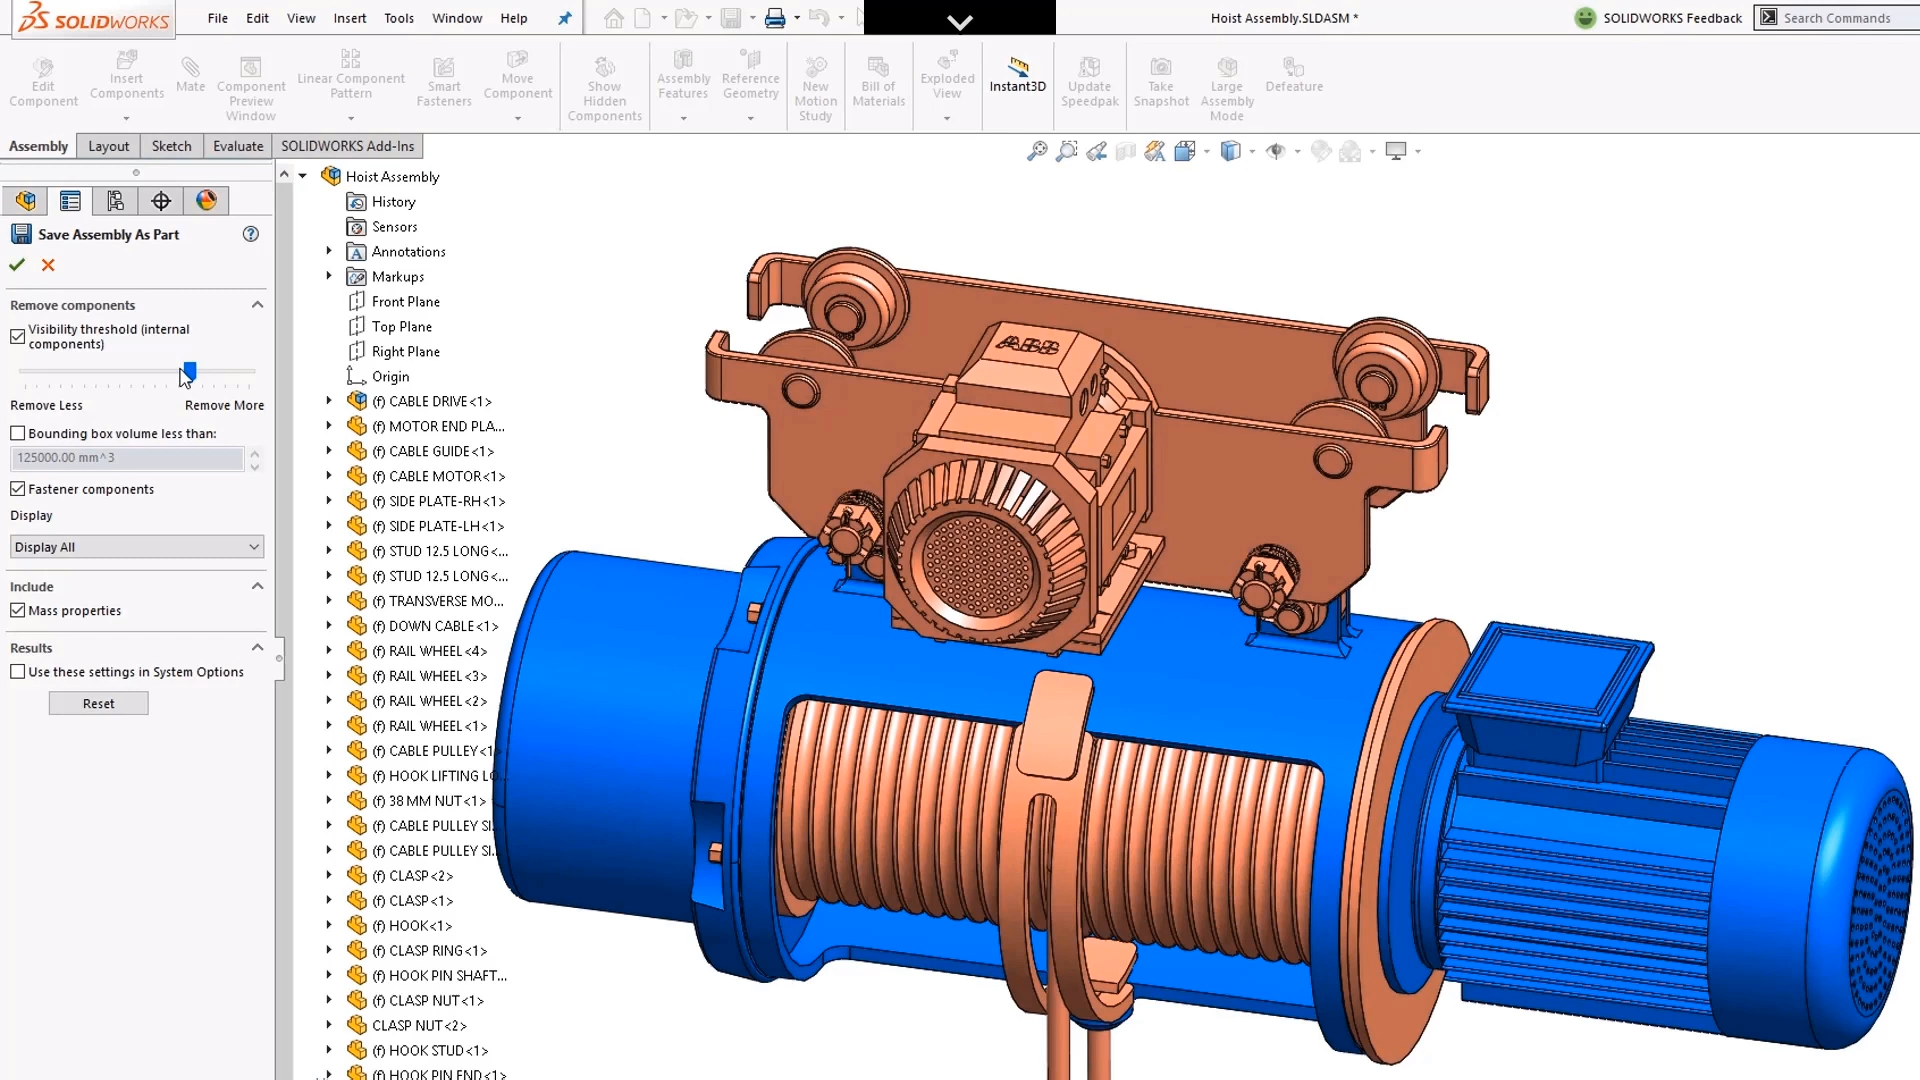 SOLIDWORKS
File Edit View Insert Tools Window Help
Hoist Assembly.SLDASM *
SOLIDWORKS Feedback
Search Commands
Edit Component
Insert Components
Mate
Component Preview Window
Linear Component Pattern
Smart Fasteners
Move Component
Show Hidden Components
Assembly Features
Reference Geometry
New Motion Study
Bill of Materials
Exploded View
Instant3D
Update Speedpak
Take Snapshot
Large Assembly Mode
Defeature
Assembly Layout Sketch Evaluate SOLIDWORKS Add-Ins
Save Assembly As Part
Remove components
Visibility threshold (internal
components)
Remove Less Remove More
Bounding box volume less than:
125000.00 mm^3
Fastener components
Display
Display All
Include
Mass properties
Results
Use these settings in System Options
Reset
Hoist Assembly
History
Sensors
Annotations
Markups
Front Plane
Top Plane
Right Plane
Origin
(f) CABLE DRIVE<1>
(f) MOTOR END PLA...
(f) CABLE GUIDE<1>
(f) CABLE MOTOR<1>
(f) SIDE PLATE-RH<1>
(f) SIDE PLATE-LH<1>
(f) STUD 12.5 LONG<...
(f) STUD 12.5 LONG<...
(f) TRANSVERSE MO...
(f) DOWN CABLE<1>
(f) RAIL WHEEL<4>
(f) RAIL WHEEL<3>
(f) RAIL WHEEL<2>
(f) RAIL WHEEL<1>
(f) CABLE PULLEY<1
(f) HOOK LIFTING LO
(f) 38 MM NUT<1>
(f) CABLE PULLEY SI...
(f) CABLE PULLEY SI...
(f) CLASP<2>
(f) CLASP<1>
(f) HOOK<1>
(f) CLASP RING<1>
(f) HOOK PIN SHAFT...
(f) CLASP NUT<1>
CLASP NUT<2>
(f) HOOK STUD<1>
(f) HOOK PIN END<1>
ABB